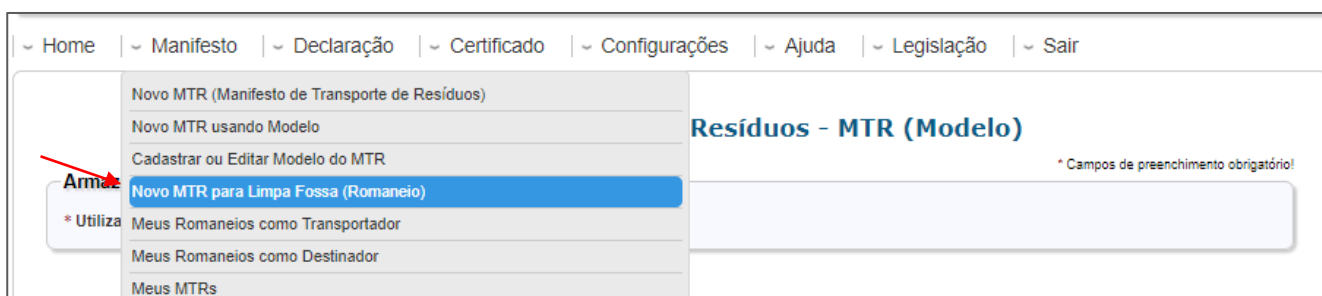 Home Manifesto Declaração Certificado Configurações Ajuda Legislação Sair
Novo MTR (Manifesto de Transporte de Resíduos)
Novo MTR usando Modelo
Resíduos - MTR (Modelo)
Cadastrar ou Editar Modelo do MTR
* Campos de preenchimento obrigatório!
Novo MTR para Limpa Fossa (Romaneio)
* Utiliza
Meus Romaneios como Transportador
Meus Romaneios como Destinador
Meus MTRs